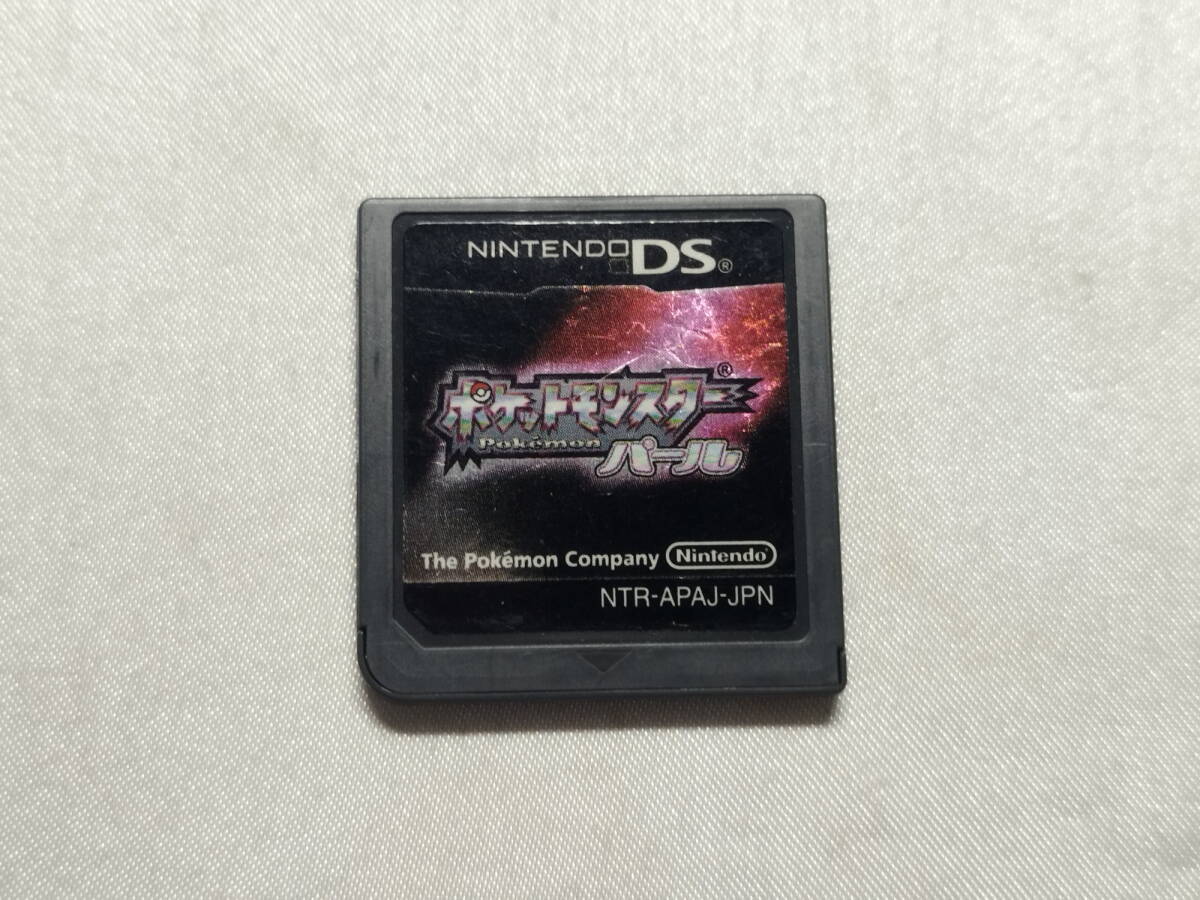 NINTENDO DS®
ポケットモンスター®
Pokémon
パール
The Pokémon Company Nintendo®
NTR-APAJ-JPN